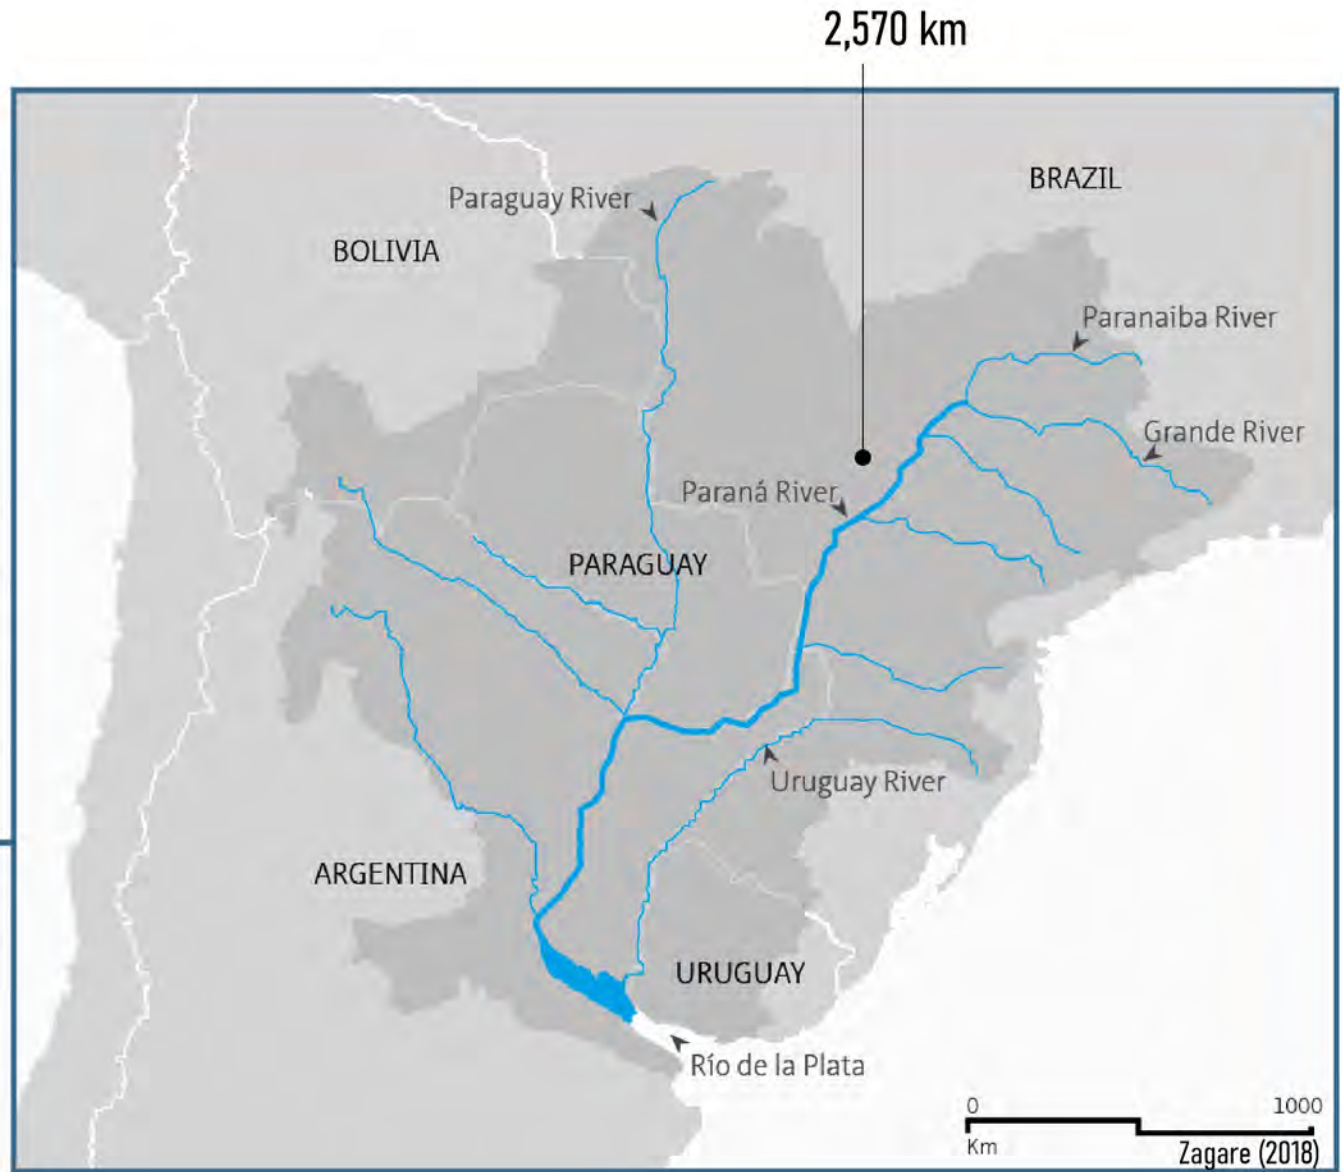 2,570 km
BRAZIL
Paraguay River
BOLIVIA
Paranaiba River
Grande River
Paraná River
PARAGUAY
Uruguay River
ARGENTINA
URUGUAY
Río de la Plata
0 1000
Km
Zagare (2018)